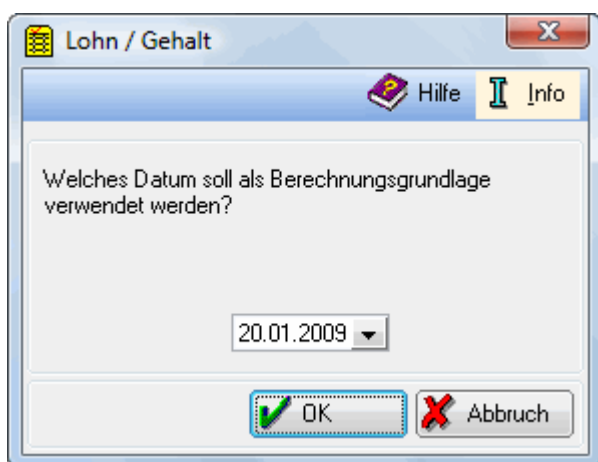 Lohn / Gehalt
Hilfe Info
Welches Datum soll als Berechnungsgrundlage
verwendet werden?
20.01.2009
OK Abbruch